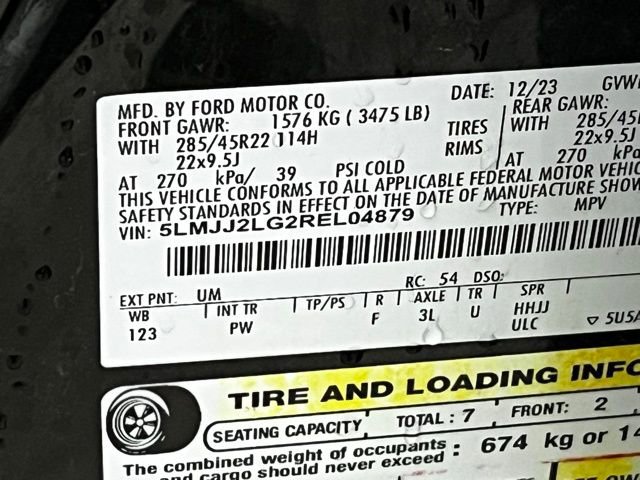 MFD. BY FORD MOTOR CO. DATE: 12/23 GVW
FRONT GAWR: 1576 KG ( 3475 LB) REAR GAWR:
WITH 285/45R22 114H TIRES WITH 285/45
22x9.5J RIMS 22x9.5J
AT 270 kPa/ 39 PSI COLD AT 270 kPa/
THIS VEHICLE CONFORMS TO ALL APPLICABLE FEDERAL MOTOR VEHIC
SAFETY STANDARDS IN EFFECT ON THE DATE OF MANUFACTURE SHOW
VIN: 5LMJJ2LG2REL04879 TYPE: MPV
EXT PNT: UM RC: 54 DSO:
WB INT TR TP/PS R AXLE TR SPR
123 PW F 3L U HHJJ
ULC ▽ 5U5A
TIRE AND LOADING INFO
SEATING CAPACITY TOTAL : 7 FRONT: 2
The combined weight of occupants
and cargo should never exceed : 674 kg or 14